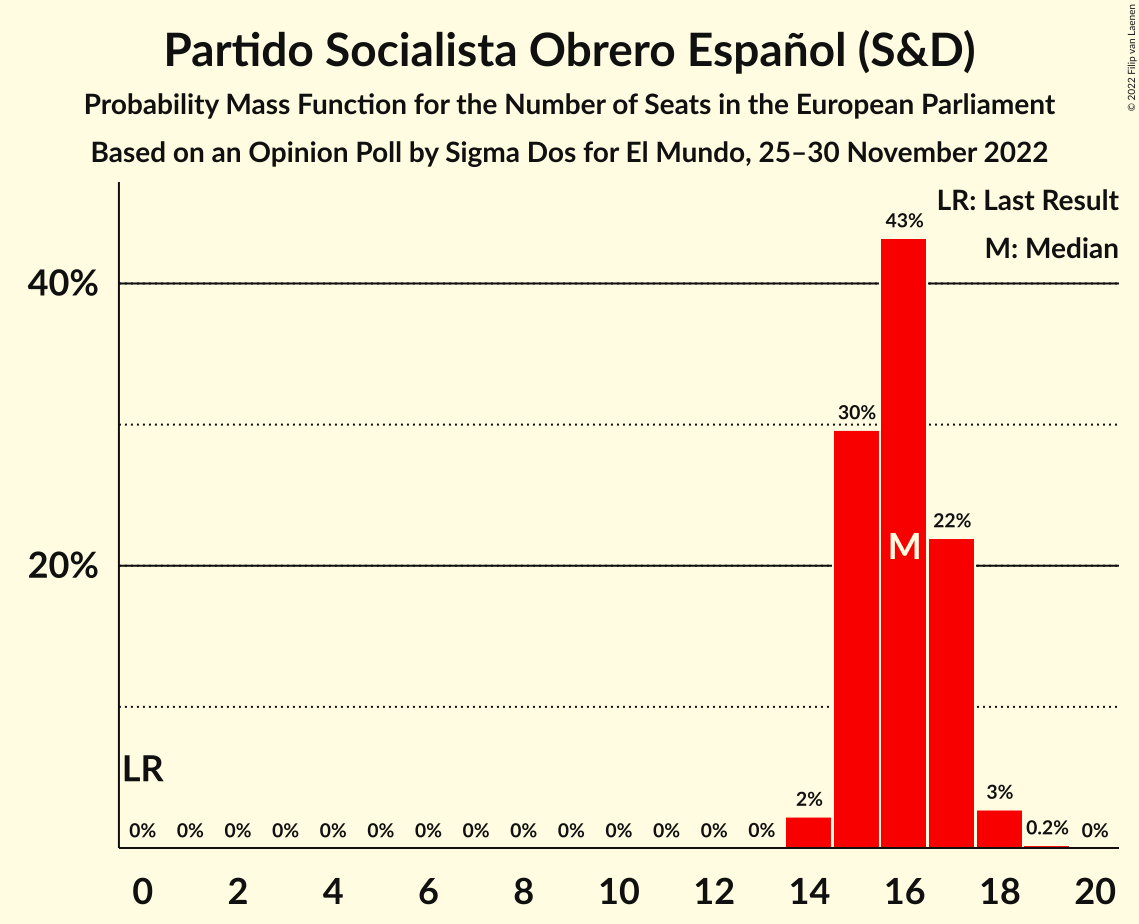 Partido Socialista Obrero Español (S&D)
Probability Mass Function for the Number of Seats in the European Parliament
Based on an Opinion Poll by Sigma Dos for El Mundo, 25–30 November 2022
© 2022 Filip van Laenen
LR: Last Result
M: Median
43%
40%
30%
22%
M
20%
LR
0% 0% 0% 0% 0% 0% 0% 0% 0% 0% 0% 0% 0% 0% 2% 3% 0.2% 0%
0 2 4 6 8 10 12 14 16 18 20